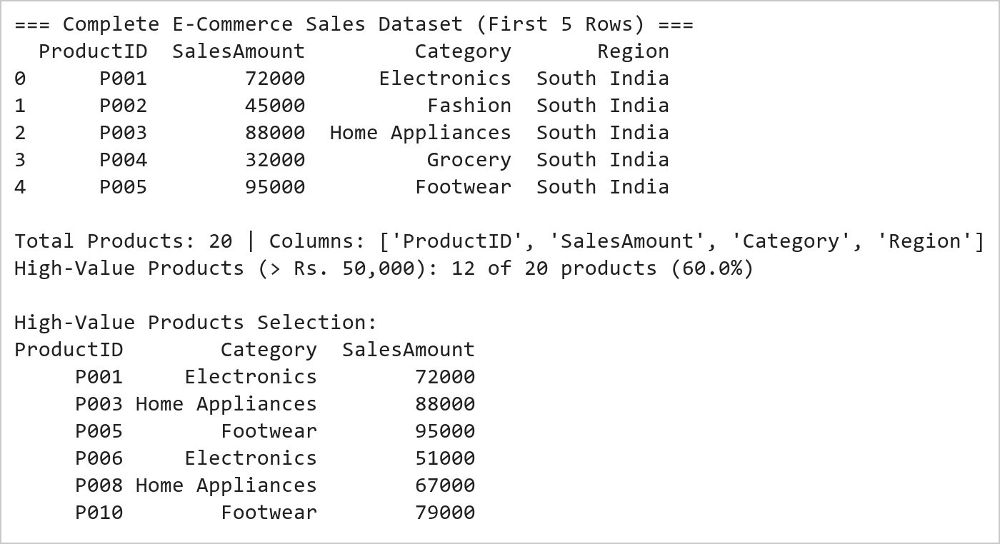 === Complete E-Commerce Sales Dataset (First 5 Rows) ===
  ProductID  SalesAmount         Category       Region
0      P001        72000      Electronics  South India
1      P002        45000          Fashion  South India
2      P003        88000  Home Appliances  South India
3      P004        32000          Grocery  South India
4      P005        95000         Footwear  South India

Total Products: 20 | Columns: ['ProductID', 'SalesAmount', 'Category', 'Region']
High-Value Products (> Rs. 50,000): 12 of 20 products (60.0%)

High-Value Products Selection:
ProductID        Category  SalesAmount
     P001     Electronics        72000
     P003 Home Appliances        88000
     P005        Footwear        95000
     P006     Electronics        51000
     P008 Home Appliances        67000
     P010        Footwear        79000